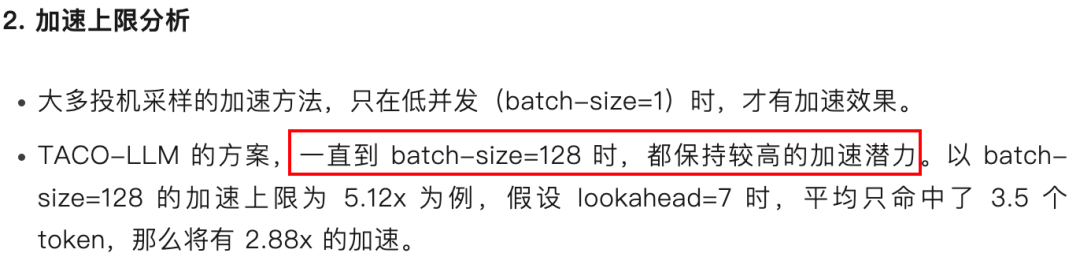 2. 加速上限分析
• 大多投机采样的加速方法，只在低并发（batch-size=1）时，才有加速效果。
• TACO-LLM 的方案，一直到 batch-size=128 时，都保持较高的加速潜力。以 batch-
size=128 的加速上限为 5.12x 为例，假设 lookahead=7 时，平均只命中了 3.5 个
token，那么将有 2.88x 的加速。